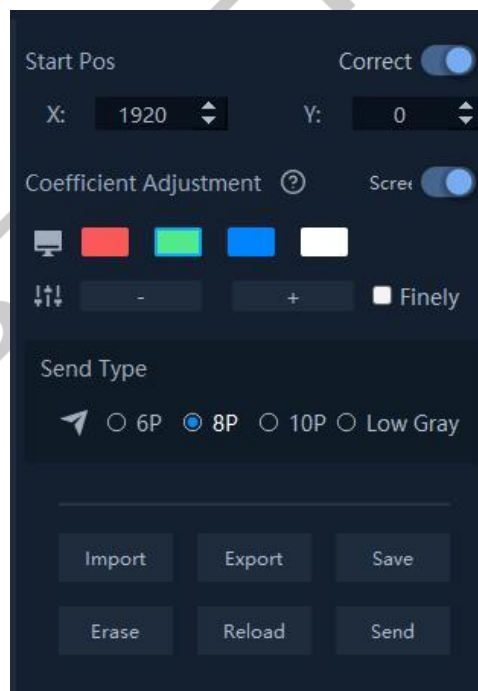 Start Pos Correct
X: 1920 Y: 0
Coefficient Adjustment ? Scree
- + Finely
Send Type
6P 8P 10P Low Gray
Import Export Save
Erase Reload Send